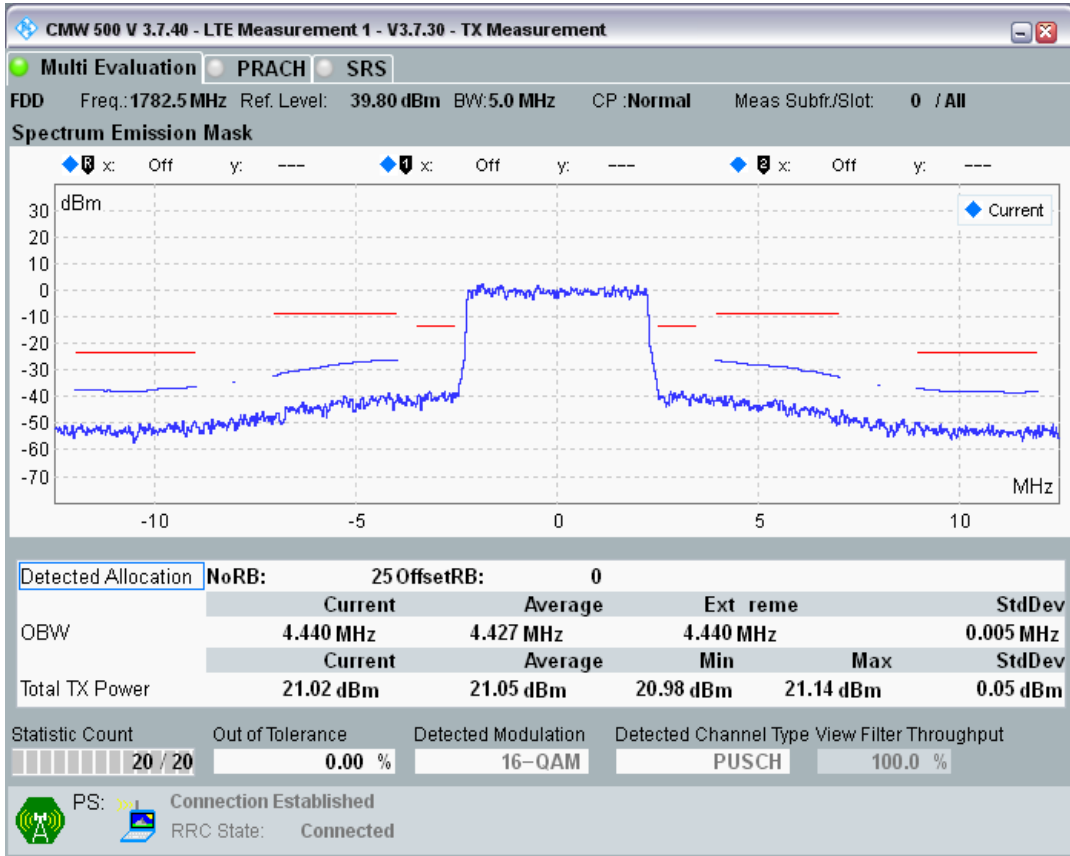 CMW 500 V 3.7.40 - LTE Measurement 1 - V3.7.30 - TX Measurement
Multi Evaluation PRACH SRS
FDD Freq.:1782.5 MHz Ref. Level: 39.80 dBm BW:5.0 MHz CP :Normal Meas Subfr./Slot: 0 / All
Spectrum Emission Mask
R x: Off y: --- 1 x: Off y: --- 2 x: Off y: ---
dBm
Current
30
20
10
0
-10
-20
-30
-40
-50
-60
-70
MHz
-10 -5 0 5 10
Detected Allocation NoRB: 25 OffsetRB: 0
Current Average Ext reme StdDev
OBW 4.440 MHz 4.427 MHz 4.440 MHz 0.005 MHz
Current Average Min Max StdDev
Total TX Power 21.02 dBm 21.05 dBm 20.98 dBm 21.14 dBm 0.05 dBm
Statistic Count Out of Tolerance Detected Modulation Detected Channel Type View Filter Throughput
20 / 20 0.00 % 16-QAM PUSCH 100.0 %
PS: Connection Established
RRC State: Connected